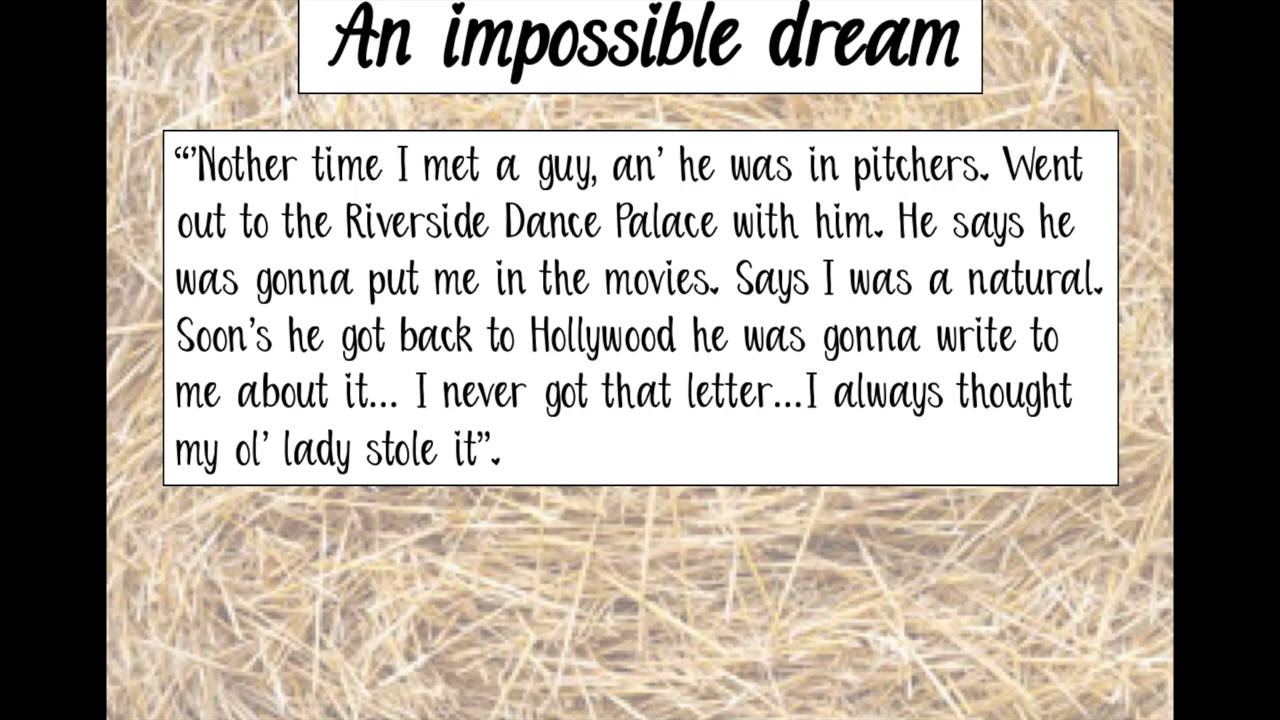 An impossible dream
“’Nother time I met a guy, an’ he was in pitchers. Went
out to the Riverside Dance Palace with him. He says he
was gonna put me in the movies. Says I was a natural.
Soon’s he got back to Hollywood he was gonna write to
me about it... I never got that letter...I always thought
my ol’ lady stole it”.